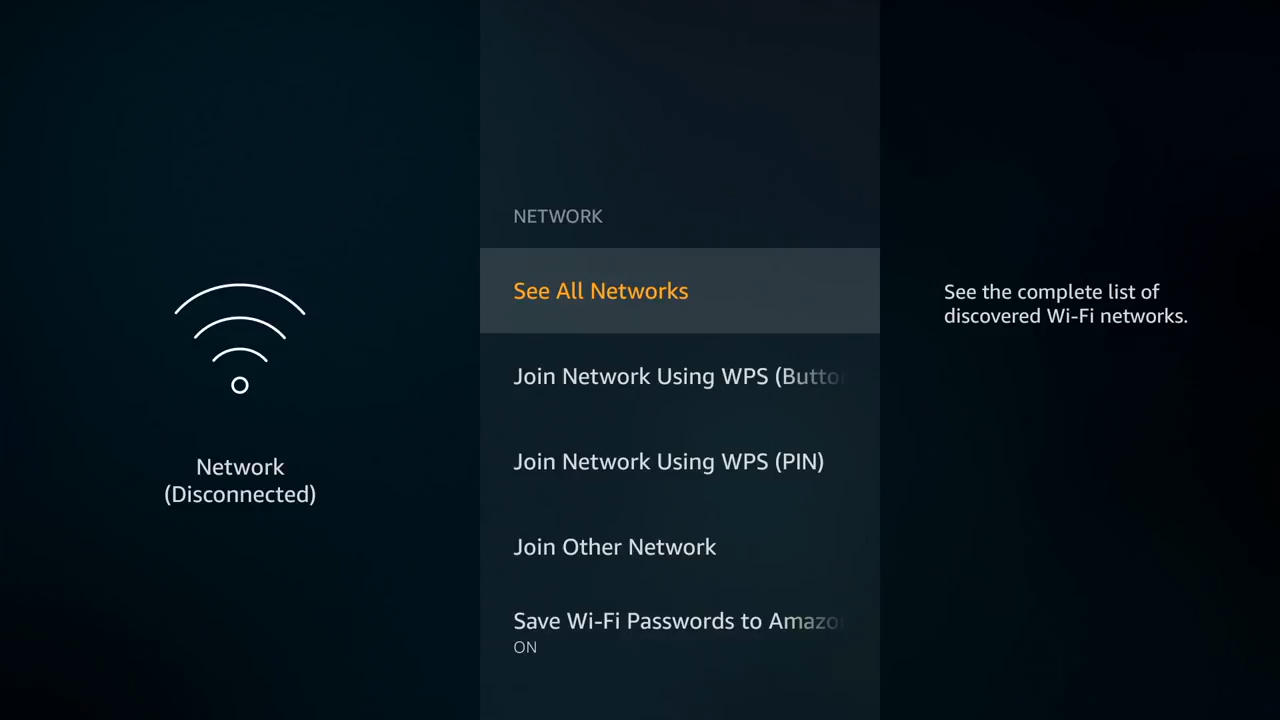 NETWORK
See All Networks
See the complete list of
discovered Wi-Fi networks.
Join Network Using WPS (Butto
Join Network Using WPS (PIN)
Network
(Disconnected)
Join Other Network
Save Wi-Fi Passwords to Amazo
ON